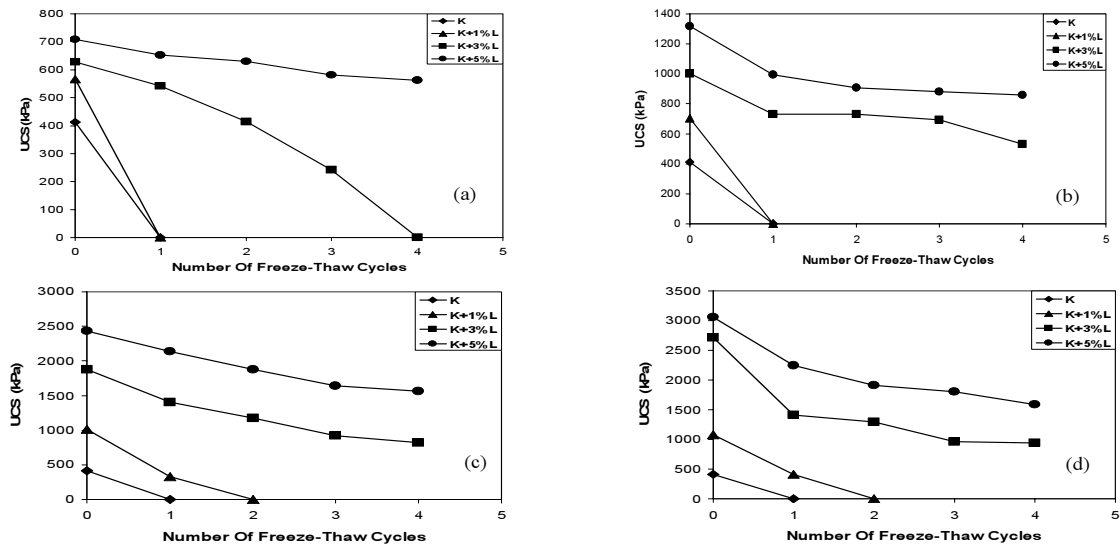 800
700
600
500
400
300
200
100
0
UCS (kPa)
K
K+1%L
K+3%L
K+5%L
(a)
0 1 2 3 4 5
Number Of Freeze-Thaw Cycles
1400
1200
1000
800
600
400
200
0
UCS (kPa)
K
K+1%L
K+3%L
K+5%L
(b)
0 1 2 3 4 5
Number Of Freeze-Thaw Cycles
3000
2500
2000
1500
1000
500
0
UCS (kPa)
K
K+1%L
K+3%L
K+5%L
(c)
0 1 2 3 4 5
Number Of Freeze-Thaw Cycles
3500
3000
2500
2000
1500
1000
500
0
UCS (kPa)
K
K+1%L
K+3%L
K+5%L
(d)
0 1 2 3 4 5
Number Of Freeze-Thaw Cycles